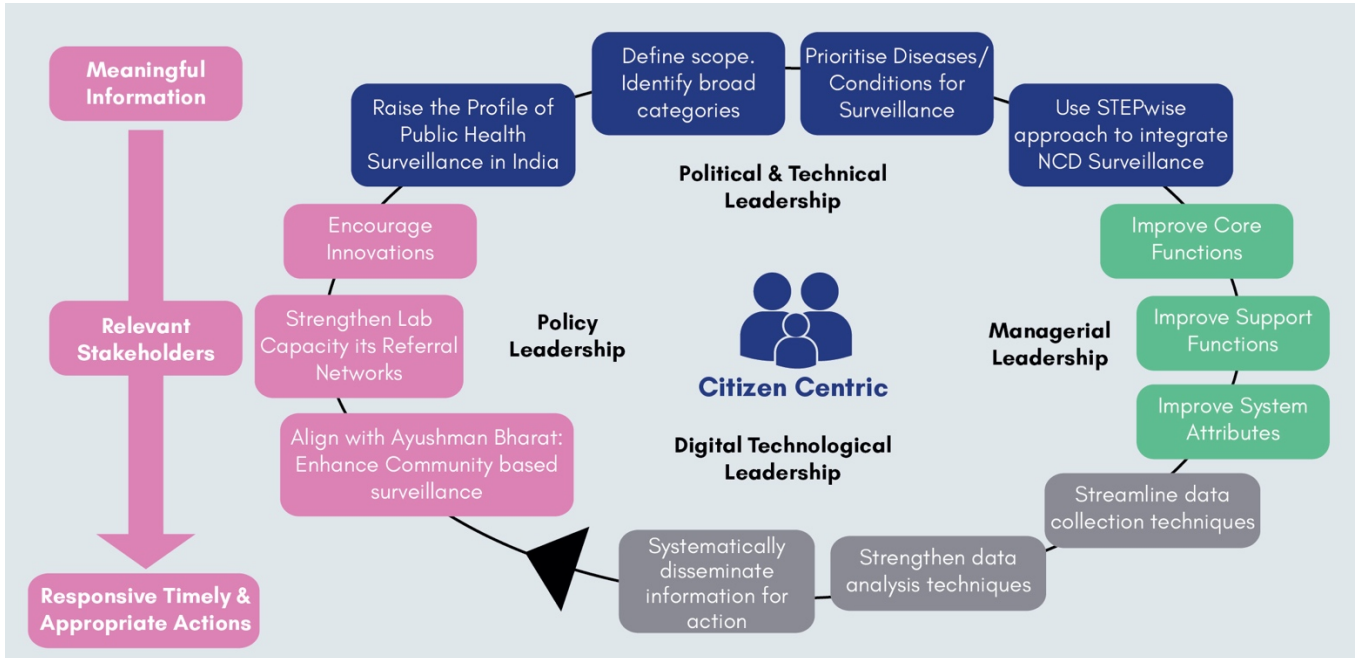 Meaningful
Information
Relevant
Stakeholders
Responsive Timely &
Appropriate Actions
Raise the Profile of
Public Health
Surveillance in India
Define scope.
Identify broad
categories
Prioritise Diseases/
Conditions for
Surveillance
Use STEPwise
approach to integrate
NCD Surveillance
Political & Technical
Leadership
Encourage
Innovations
Strengthen Lab
Capacity its Referral
Networks
Align with Ayushman Bharat:
Enhance Community based
surveillance
Policy
Leadership
Citizen Centric
Managerial
Leadership
Improve Core
Functions
Improve Support
Functions
Improve System
Attributes
Digital Technological
Leadership
Streamline data
collection techniques
Strengthen data
analysis techniques
Systematically
disseminate
information for
action